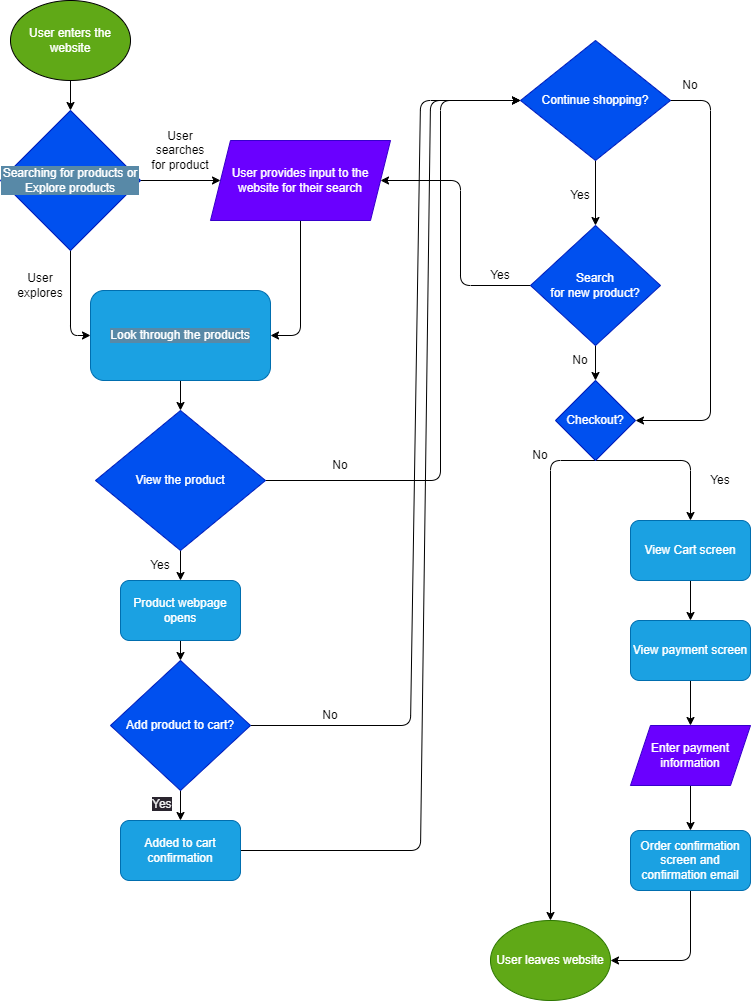 User enters the
website
Searching for products or
Explore products
User
searches
for product
User provides input to the
website for their search
User
explores
Look through the products
View the product
No
Yes
Product webpage
opens
Add product to cart?
No
Yes
Added to cart
confirmation
Continue shopping?
No
Yes
Search
for new product?
Yes
No
Checkout?
No
Yes
View Cart screen
View payment screen
Enter payment
information
Order confirmation
screen and
confirmation email
User leaves website